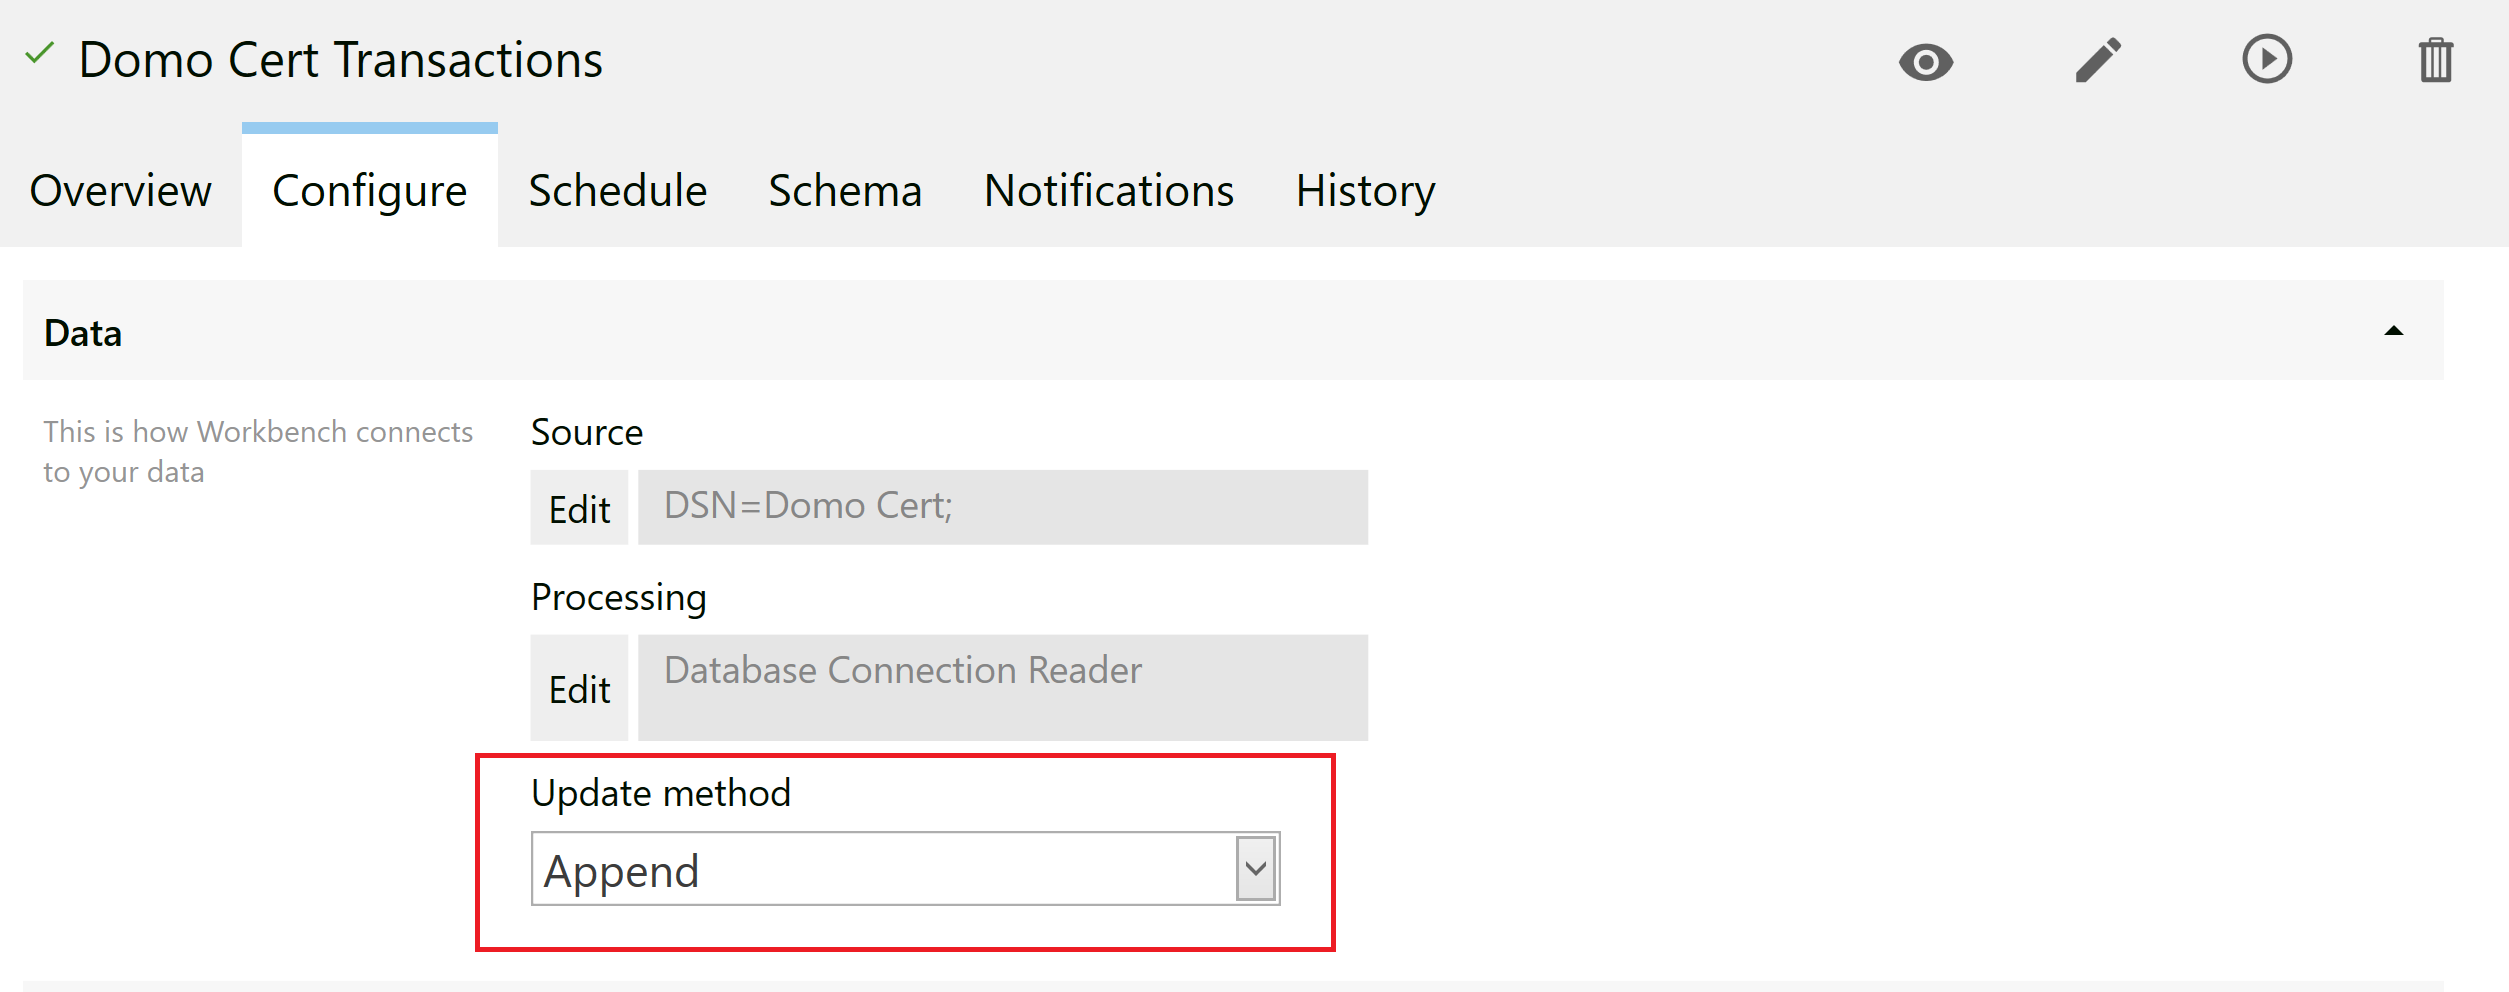 Domo Cert Transactions
Overview Configure Schedule Schema Notifications History
Data
This is how Workbench connects
to your data
Source
Edit DSN=Domo Cert;
Processing
Edit Database Connection Reader
Update method
Append